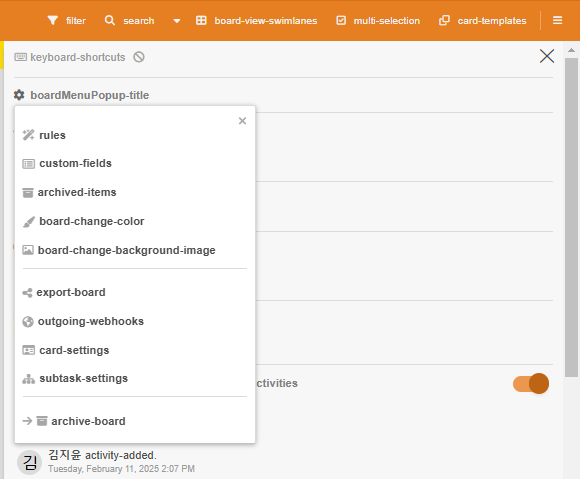 filter search board-view-swimlanes multi-selection card-templates
keyboard-shortcuts
boardMenuPopup-title
rules
custom-fields
archived-items
board-change-color
board-change-background-image
export-board
outgoing-webhooks
card-settings
subtask-settings
ctivities
archive-board
김 김지윤 activity-added.
Tuesday, February 11, 2025 2:07 PM